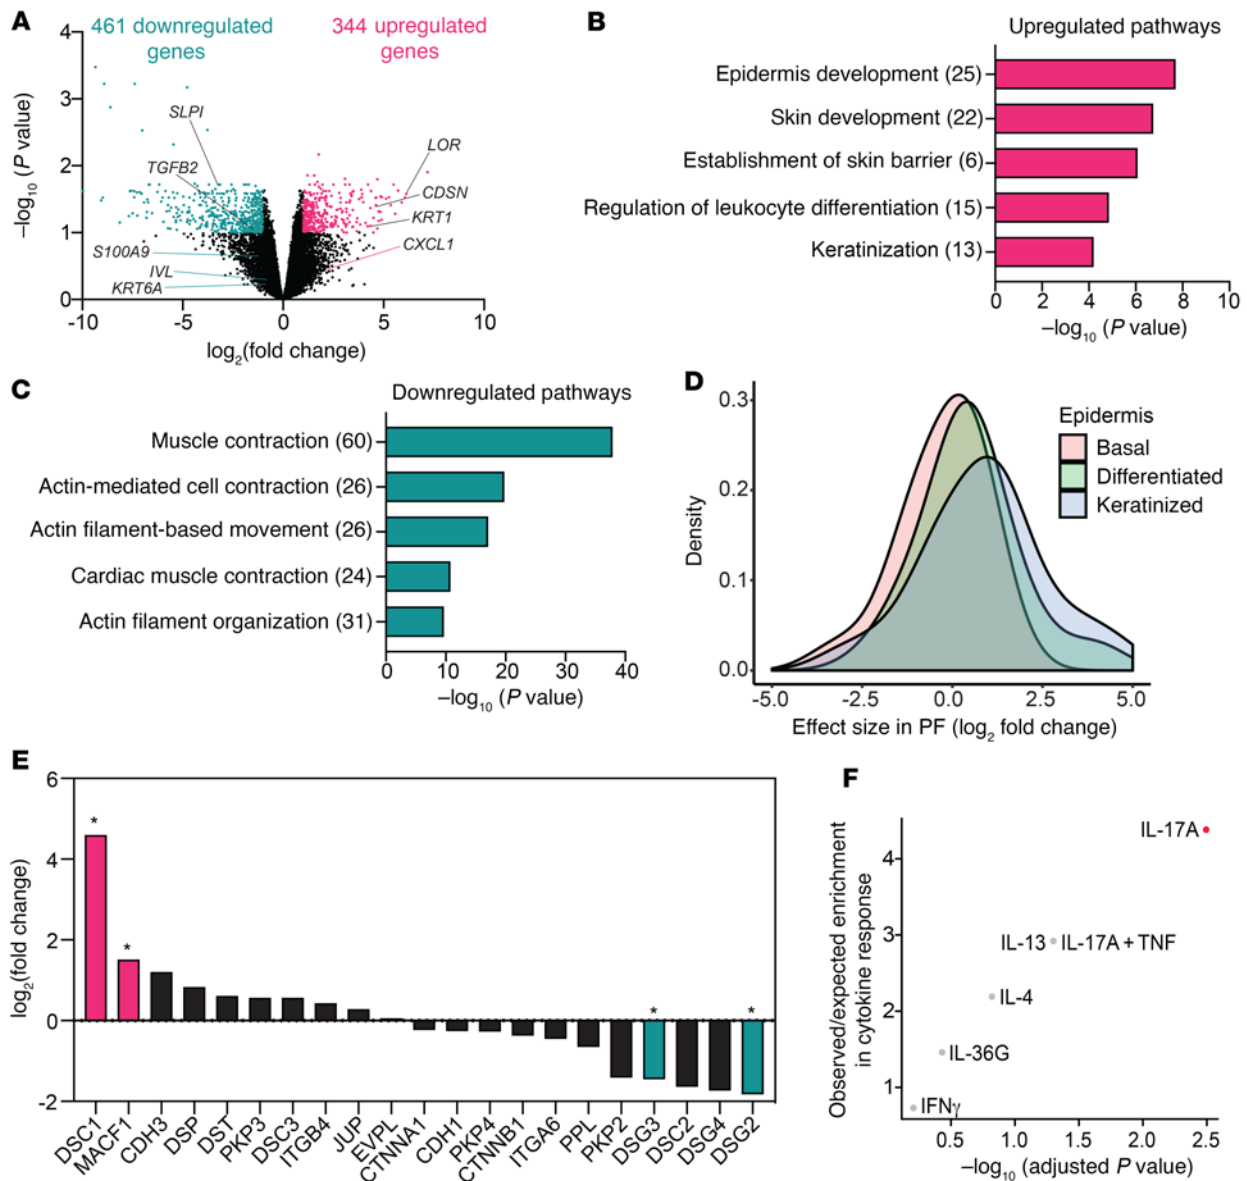 A
461 downregulated
genes
344 upregulated
genes
–log10 (P value)
4
3
2
1
0
SLPI
TGFB2
S100A9
IVL
KRT6A
LOR
CDSN
KRT1
CXCL1
-10
-5
0
5
10
log2(fold change)
B
Upregulated pathways
Epidermis development (25)
Skin development (22)
Establishment of skin barrier (6)
Regulation of leukocyte differentiation (15)
Keratinization (13)
0
2
4
6
8
10
–log10 (P value)
C
Downregulated pathways
Muscle contraction (60)
Actin-mediated cell contraction (26)
Actin filament-based movement (26)
Cardiac muscle contraction (24)
Actin filament organization (31)
0
10
20
30
40
–log10 (P value)
D
Density
0.3
0.2
0.1
0.0
-5.0
-2.5
0.0
2.5
5.0
Effect size in PF (log2 fold change)
Epidermis
Basal
Differentiated
Keratinized
E
log2(fold change)
6
4
2
0
-2
*
*
*
*
DSC1
MACF1
CDH3
DSP
DST
PKP3
DSC3
ITGB4
JUP
EVPL
CTNNA1
CDH1
PKP4
CTNNB1
ITGA6
PPL
PKP2
DSG3
DSC2
DSG4
DSG2
F
Observed/expected enrichment
in cytokine response
4
3
2
1
IL-17A
IL-13
IL-17A + TNF
IL-4
IL-36G
IFNγ
0.5
1.0
1.5
2.0
2.5
–log10 (adjusted P value)